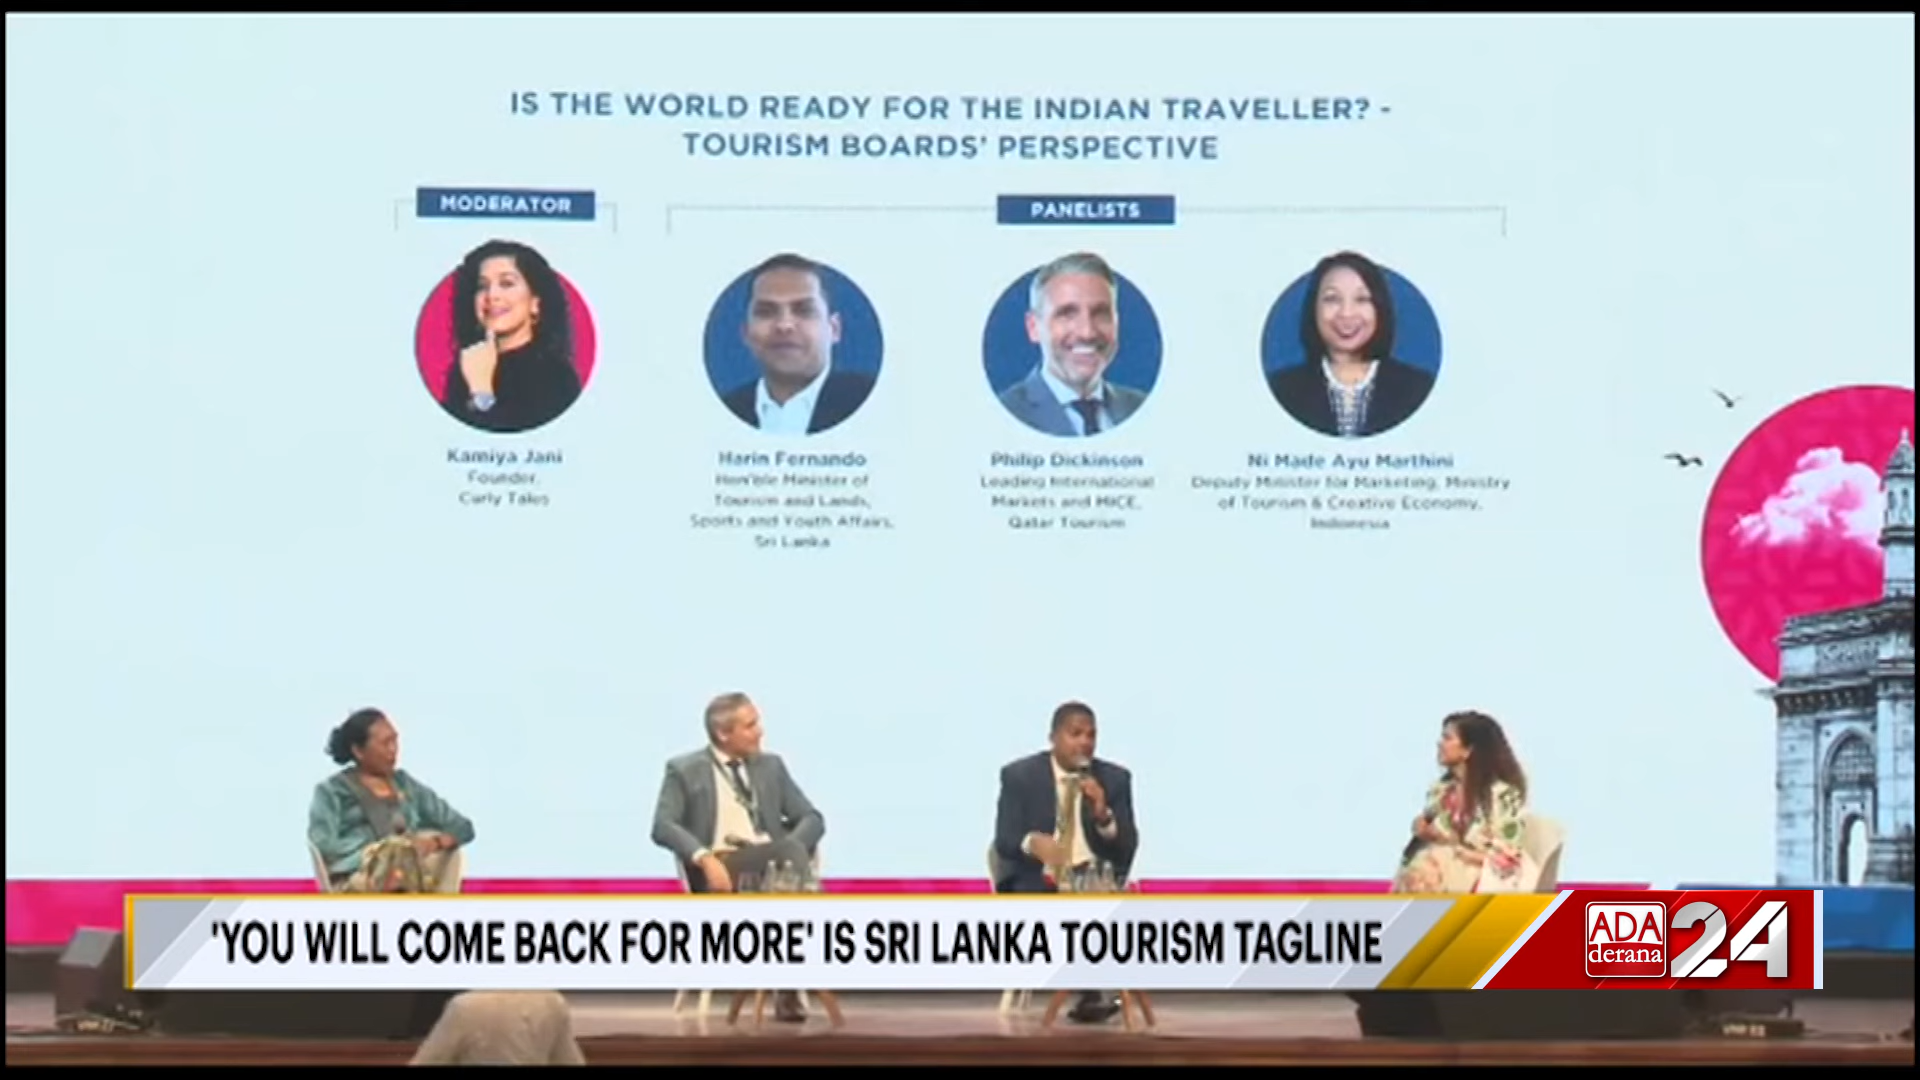 IS THE WORLD READY FOR THE INDIAN TRAVELLER? -
TOURISM BOARDS' PERSPECTIVE
MODERATOR
PANELISTS
Kamiya Jani
Founder,
Curly Tales
Harin Fernando
Hon'ble Minister of
Tourism and Lands,
Sports and Youth Affairs,
Sri Lanka
Philip Dickinson
Leading International
Markets and MICE,
Qatar Tourism
Ni Made Ayu Marthini
Deputy Minister for Marketing, Ministry
of Tourism & Creative Economy,
Indonesia
'YOU WILL COME BACK FOR MORE' IS SRI LANKA TOURISM TAGLINE
ADA
derana
24